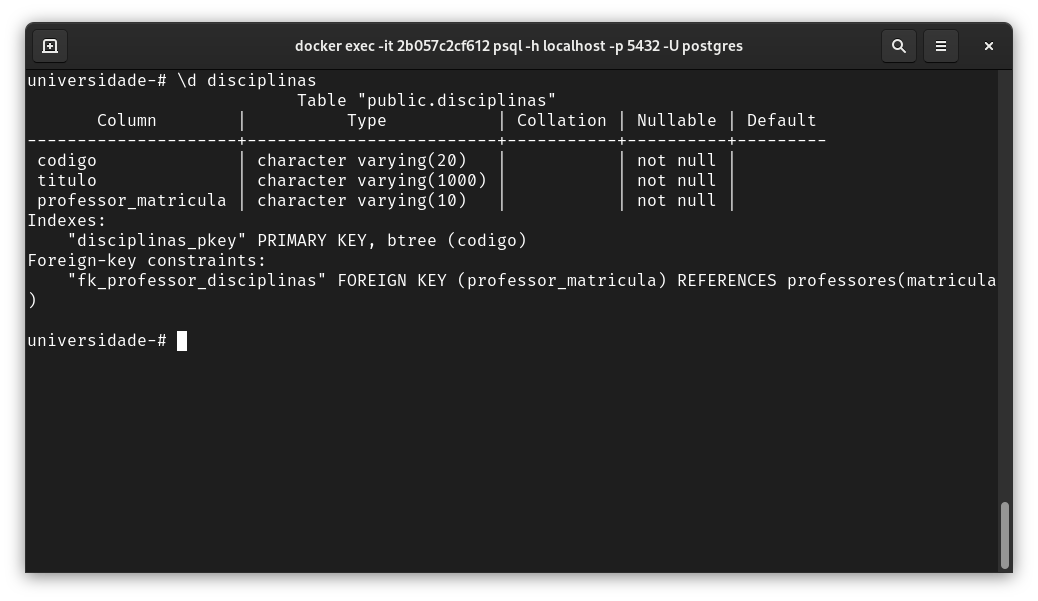 docker exec -it 2b057c2cf612 psql -h localhost -p 5432 -U postgres
universidade-# \d disciplinas
                           Table "public.disciplinas"
       Column        |          Type           | Collation | Nullable | Default
---------------------+-------------------------+-----------+----------+---------
 codigo              | character varying(20)   |           | not null |
 titulo              | character varying(1000) |           | not null |
 professor_matricula | character varying(10)   |           | not null |
Indexes:
    "disciplinas_pkey" PRIMARY KEY, btree (codigo)
Foreign-key constraints:
    "fk_professor_disciplinas" FOREIGN KEY (professor_matricula) REFERENCES professores(matricula
)
universidade-#